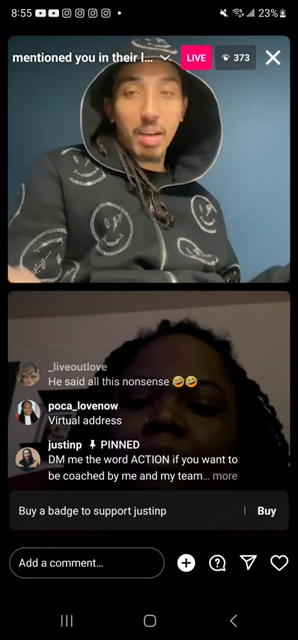 8:55
23%
mentioned you in their l...
LIVE
373
_liveoutlove
He said all this nonsense 🤣🤣
poca_lovenow
Virtual address
justinp PINNED
DM me the word ACTION if you want to
be coached by me and my team... more
Buy a badge to support justinp
Buy
Add a comment...